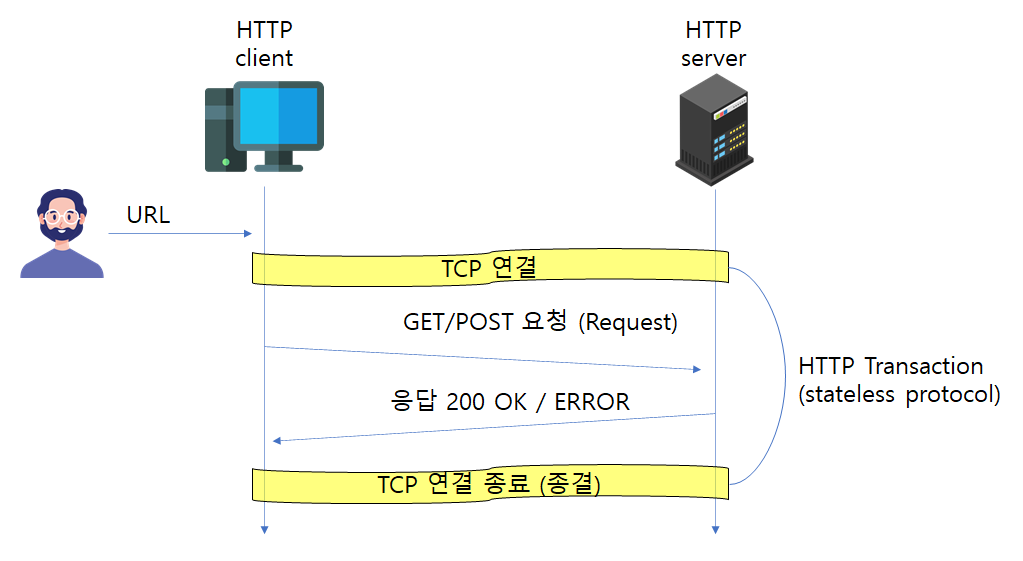 HTTP
client
HTTP
server
URL
TCP 연결
GET/POST 요청 (Request)
HTTP Transaction
(stateless protocol)
응답 200 OK / ERROR
TCP 연결 종료 (종결)